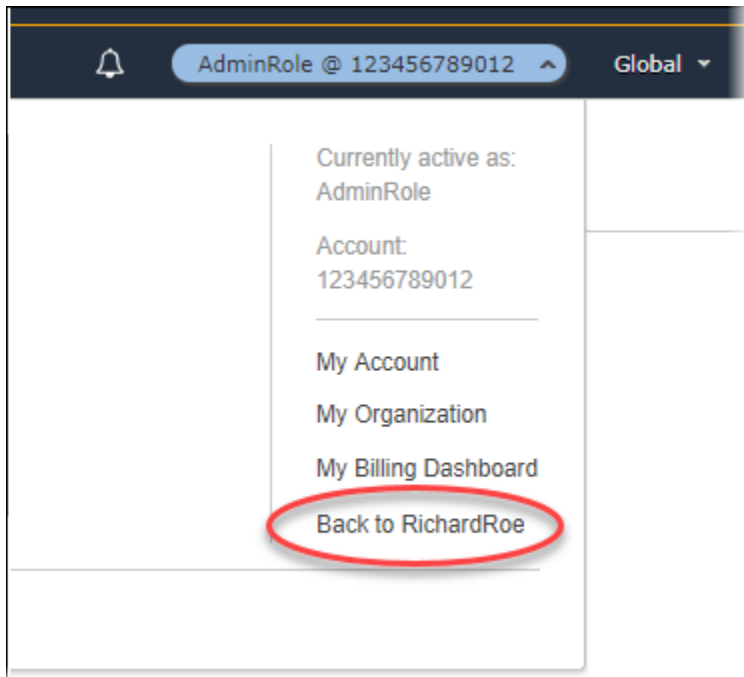 AdminRole @ 123456789012
Global
Currently active as:
AdminRole
Account:
123456789012
My Account
My Organization
My Billing Dashboard
Back to RichardRoe